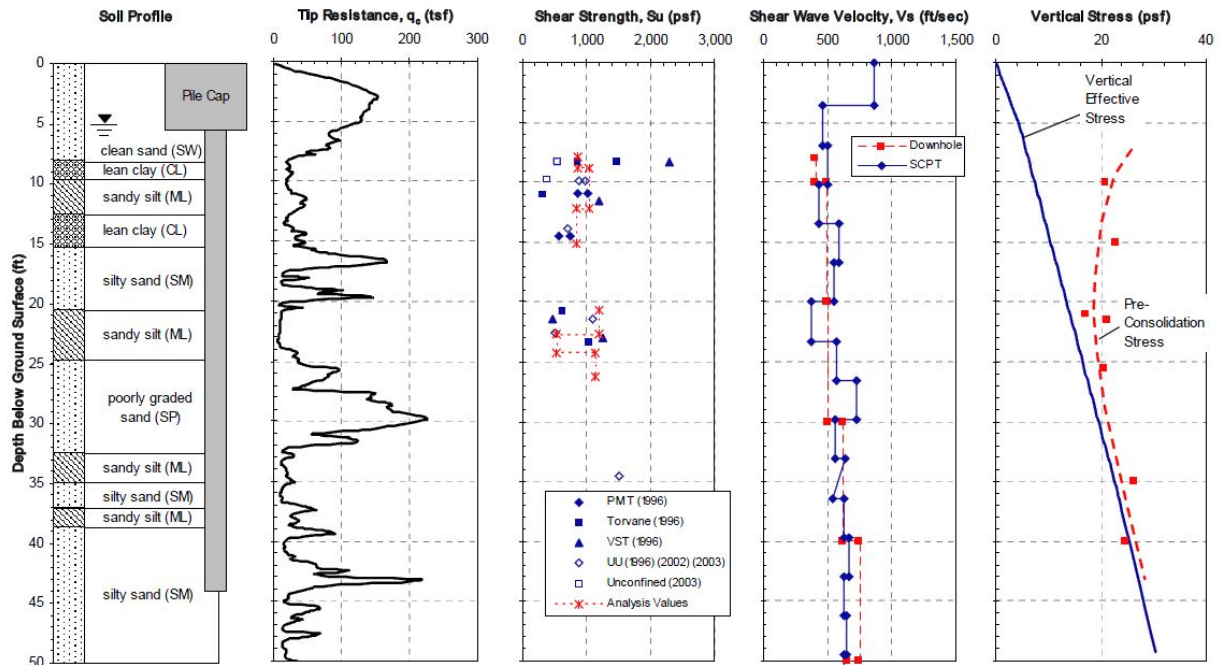 Soil Profile
Tip Resistance, qc (tsf)
Shear Strength, Su (psf)
Shear Wave Velocity, Vs (ft/sec)
Vertical Stress (psf)
0 100 200 300
0 1,000 2,000 3,000
0 500 1,000 1,500
0 20 40
Depth Below Ground Surface (ft)
0
5
10
15
20
25
30
35
40
45
50
Pile Cap
clean sand (SW)
lean clay (CL)
sandy silt (ML)
lean clay (CL)
silty sand (SM)
sandy silt (ML)
poorly graded
sand (SP)
sandy silt (ML)
silty sand (SM)
sandy silt (ML)
silty sand (SM)
PMT (1996)
Torvane (1996)
VST (1996)
UU (1996) (2002) (2003)
Unconfined (2003)
Analysis Values
Downhole
SCPT
Vertical
Effective
Stress
Pre-
Consolidation
Stress